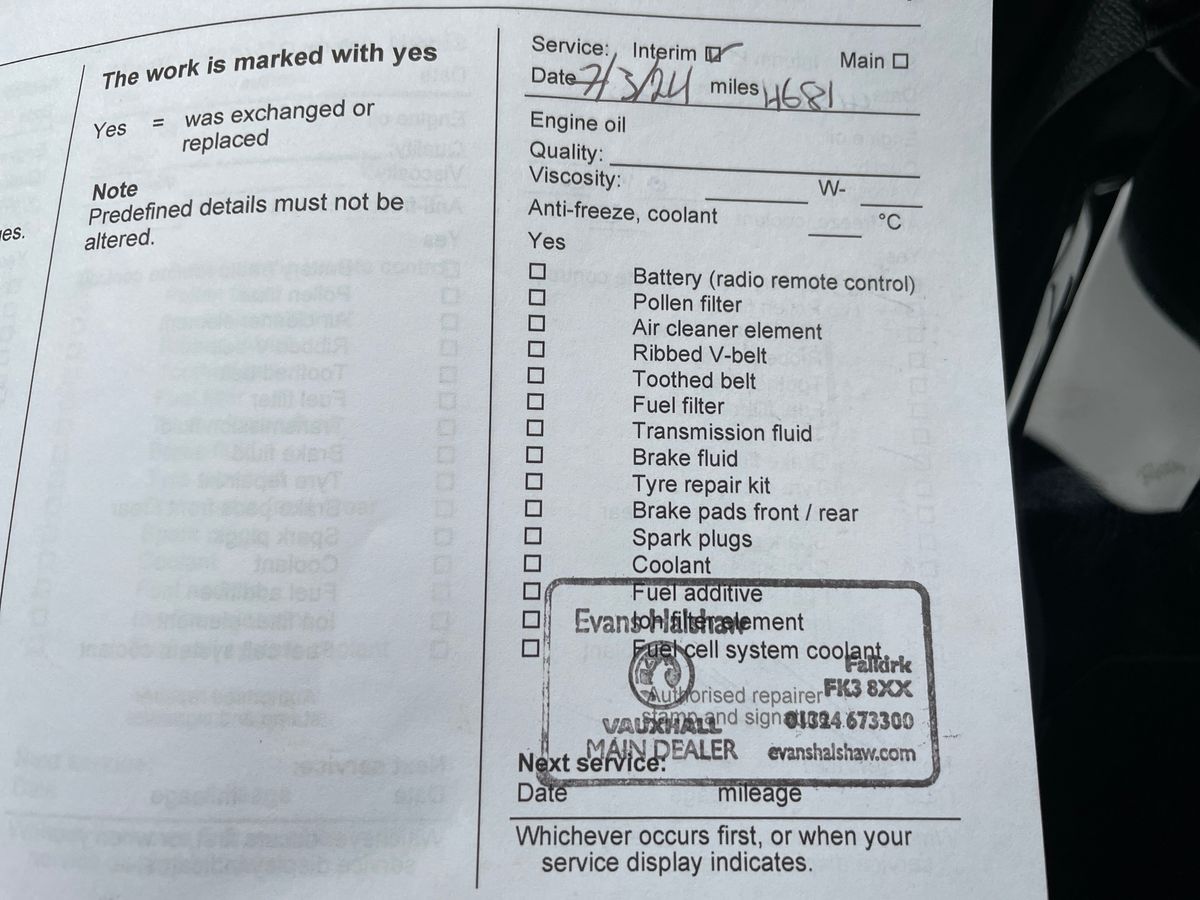 es.
The work is marked with yes
Yes = was exchanged or
replaced
Note
Predefined details must not be
altered.
Service: Interim ☑ Main ☐
Date 7/3/24 miles 4681
Engine oil
Quality:
Viscosity: W-
Anti-freeze, coolant °C
Yes
☐ Battery (radio remote control)
☐ Pollen filter
☐ Air cleaner element
☐ Ribbed V-belt
☐ Toothed belt
☐ Fuel filter
☐ Transmission fluid
☐ Brake fluid
☐ Tyre repair kit
☐ Brake pads front / rear
☐ Spark plugs
☐ Coolant
☐ Fuel additive
☐ Ion filter element
☐ Fuel cell system coolant
Evans Halshaw
Falkirk
FK3 8XX
01324 673300
evanshalshaw.com
VAUXHALL
MAIN DEALER
Authorised repairer
stamp and sign
Next service:
Date mileage
Whichever occurs first, or when your
service display indicates.